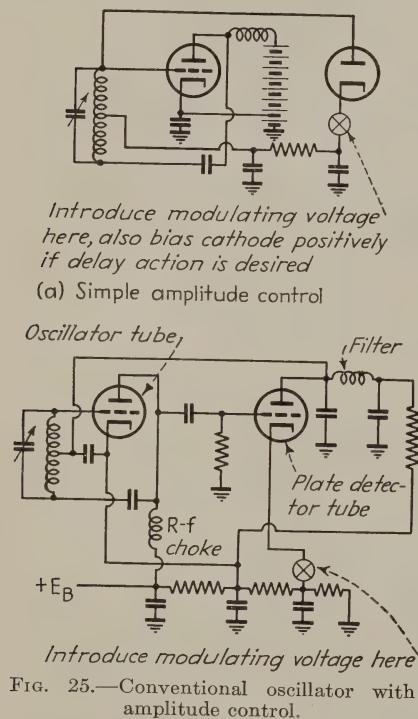 Introduce modulating voltage
here, also bias cathode positively
if delay action is desired
(a) Simple amplitude control
Oscillator tube
Filter
Plate detec-
tor tube
R-f
choke
+E_B
Introduce modulating voltage here
FIG. 25.—Conventional oscillator with
amplitude control.